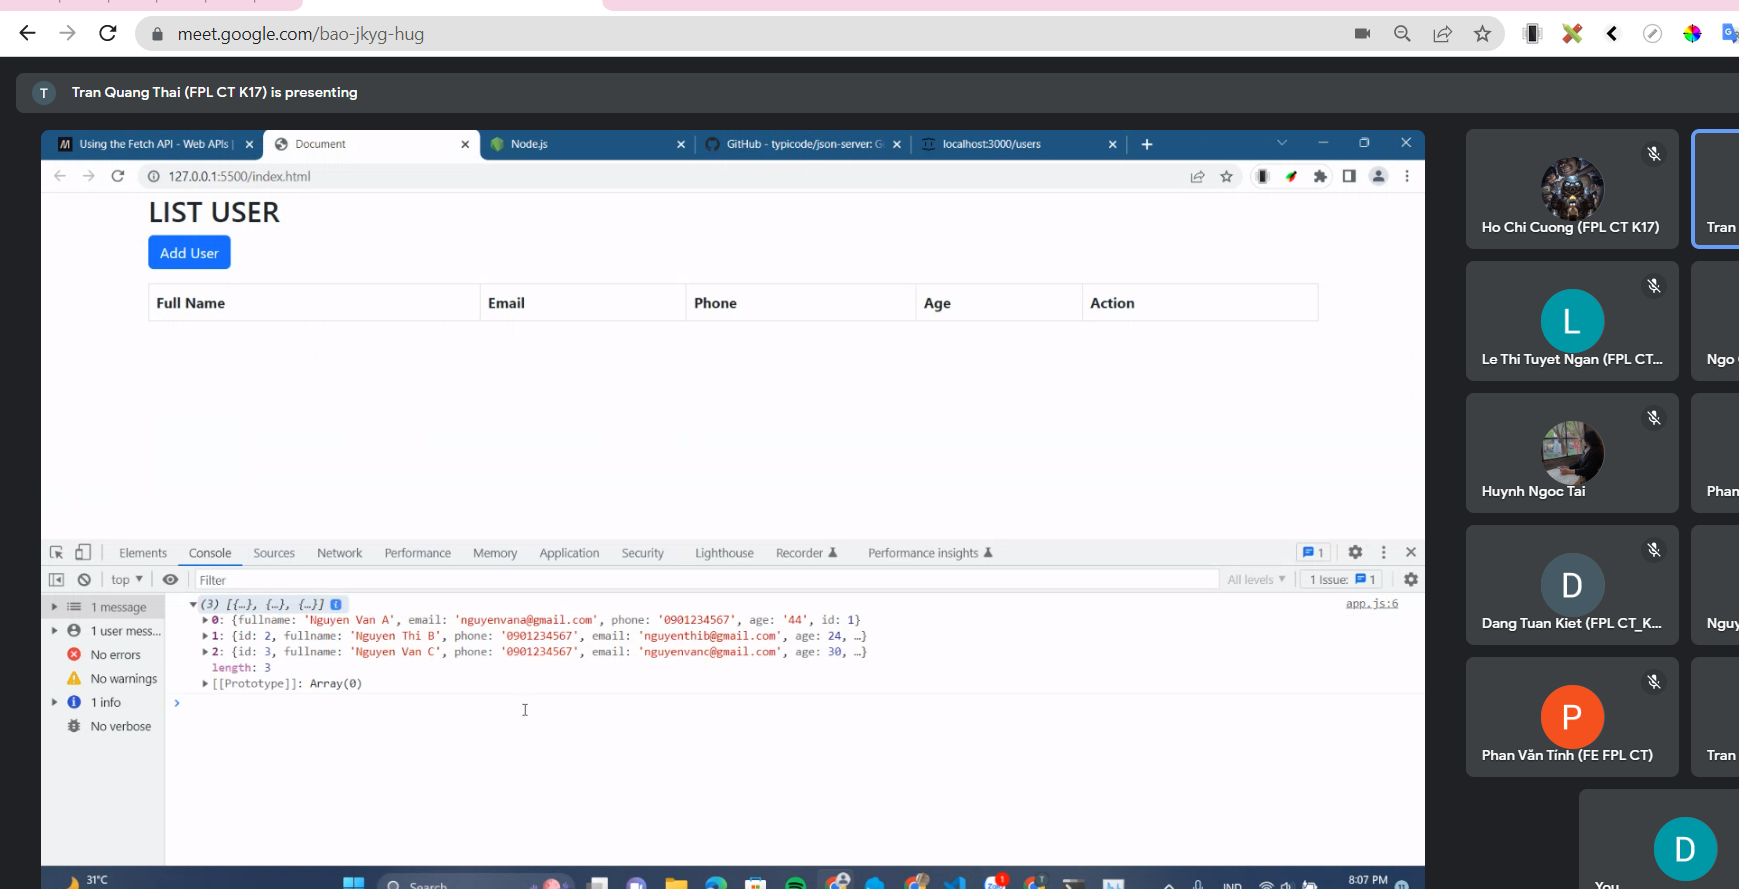 meet.google.com/bao-jkyg-hug
T Tran Quang Thai (FPL CT K17) is presenting
Using the Fetch API - Web APIs |
Document
Node.js
GitHub - typicode/json-server: G
localhost:3000/users
127.0.0.1:5500/index.html
LIST USER
Add User
Full Name Email Phone Age Action
Elements Console Sources Network Performance Memory Application Security Lighthouse Recorder Performance insights 1
top Filter All levels 1 Issue: 1
1 message
1 user mess...
No errors
No warnings
1 info
No verbose
(3) [{…}, {…}, {…}] app.js:6
0: {fullname: 'Nguyen Van A', email: 'nguyenvana@gmail.com', phone: '0901234567', age: '44', id: 1}
1: {id: 2, fullname: 'Nguyen Thi B', phone: '0901234567', email: 'nguyenthib@gmail.com', age: 24, …}
2: {id: 3, fullname: 'Nguyen Van C', phone: '0901234567', email: 'nguyenvanc@gmail.com', age: 30, …}
length: 3
[[Prototype]]: Array(0)
31°C
Search
IND
8:07 PM
Ho Chi Cuong (FPL CT K17)
Tran
L
Le Thi Tuyet Ngan (FPL CT...
Ngo
Huynh Ngoc Tai
Phan
D
Dang Tuan Kiet (FPL CT_K...
Nguy
P
Phan Văn Tính (FE FPL CT)
Tran
D
You